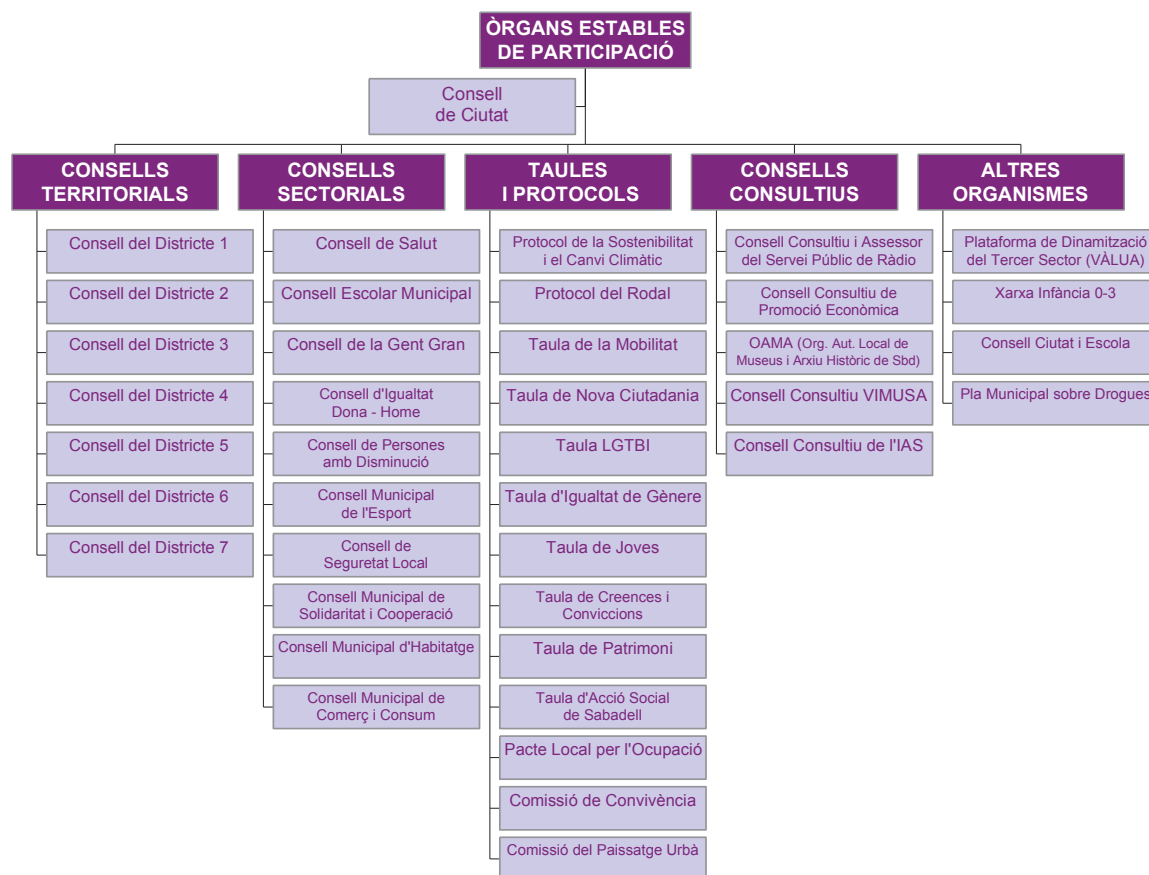 ÒRGANS ESTABLES
DE PARTICIPACIÓ
Consell
de Ciutat
CONSELLS
TERRITORIALS
Consell del Districte 1
Consell del Districte 2
Consell del Districte 3
Consell del Districte 4
Consell del Districte 5
Consell del Districte 6
Consell del Districte 7
CONSELLS
SECTORIALS
Consell de Salut
Consell Escolar Municipal
Consell de la Gent Gran
Consell d'Igualtat
Dona - Home
Consell de Persones
amb Disminució
Consell Municipal
de l'Esport
Consell de
Seguretat Local
Consell Municipal de
Solidaritat i Cooperació
Consell Municipal d'Habitatge
Consell Municipal de
Comerç i Consum
TAULES
I PROTOCOLS
Protocol de la Sostenibilitat
i el Canvi Climàtic
Protocol del Rodal
Taula de la Mobilitat
Taula de Nova Ciutadania
Taula LGTBI
Taula d'Igualtat de Gènere
Taula de Joves
Taula de Creences i
Conviccions
Taula de Patrimoni
Taula d'Acció Social
de Sabadell
Pacte Local per l'Ocupació
Comissió de Convivència
Comissió del Paissatge Urbà
CONSELLS
CONSULTIUS
Consell Consultiu i Assessor
del Servei Públic de Ràdio
Consell Consultiu de
Promoció Econòmica
OAMA (Org. Aut. Local de
Museus i Arxiu Històric de Sbd)
Consell Consultiu VIMUSA
Consell Consultiu de l'IAS
ALTRES
ORGANISMES
Plataforma de Dinamització
del Tercer Sector (VÀLUA)
Xarxa Infància 0-3
Consell Ciutat i Escola
Pla Municipal sobre Drogues